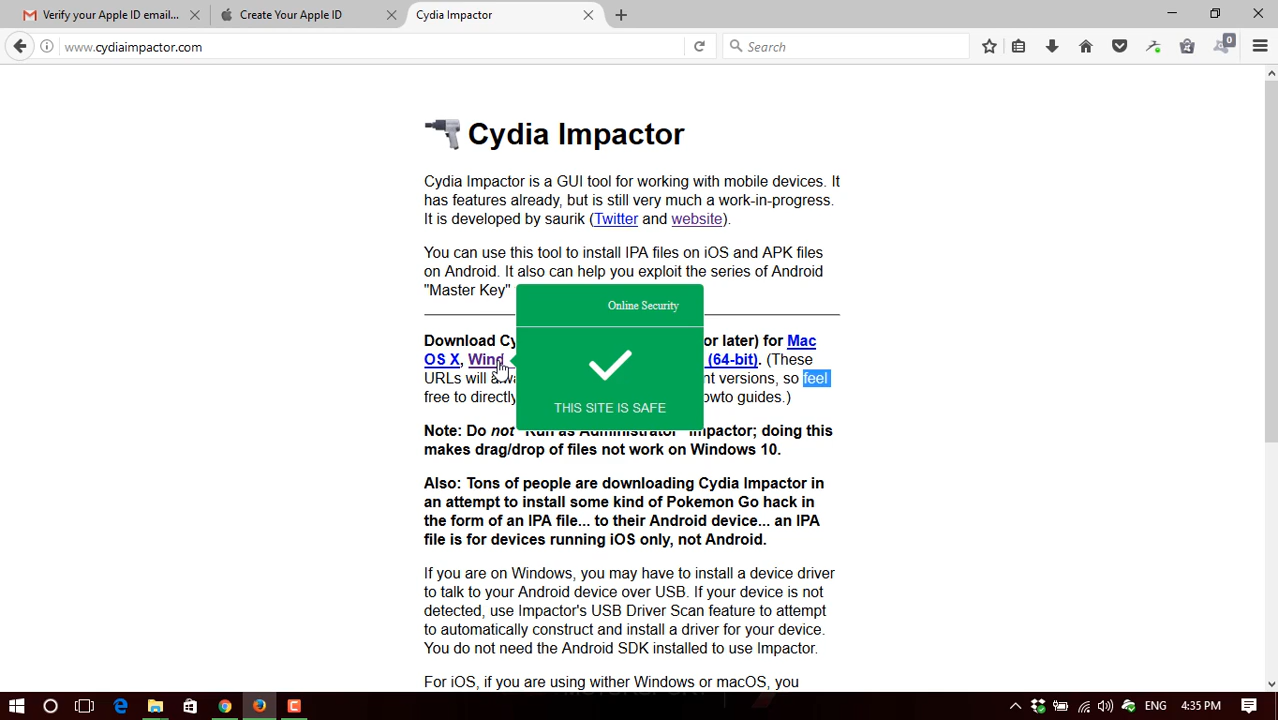 Verify your Apple ID email...
Create Your Apple ID
Cydia Impactor
www.cydiaimpactor.com
Search
0
Cydia Impactor
Cydia Impactor is a GUI tool for working with mobile devices. It
has features already, but is still very much a work-in-progress.
It is developed by saurik (Twitter and website).
You can use this tool to install IPA files on iOS and APK files
on Android. It also can help you exploit the series of Android
"Master Key"
Online Security
THIS SITE IS SAFE
Download or later) for Mac
OS X, Wind (64-bit). (These
URLs will versions, so feel
free to directly guides.)
Note: Do not "Run as Administrator" Impactor; doing this
makes drag/drop of files not work on Windows 10.
Also: Tons of people are downloading Cydia Impactor in
an attempt to install some kind of Pokemon Go hack in
the form of an IPA file... to their Android device... an IPA
file is for devices running iOS only, not Android.
If you are on Windows, you may have to install a device driver
to talk to your Android device over USB. If your device is not
detected, use Impactor's USB Driver Scan feature to attempt
to automatically construct and install a driver for your device.
You do not need the Android SDK installed to use Impactor.
For iOS, if you are using wither Windows or macOS, you
ENG
4:35 PM